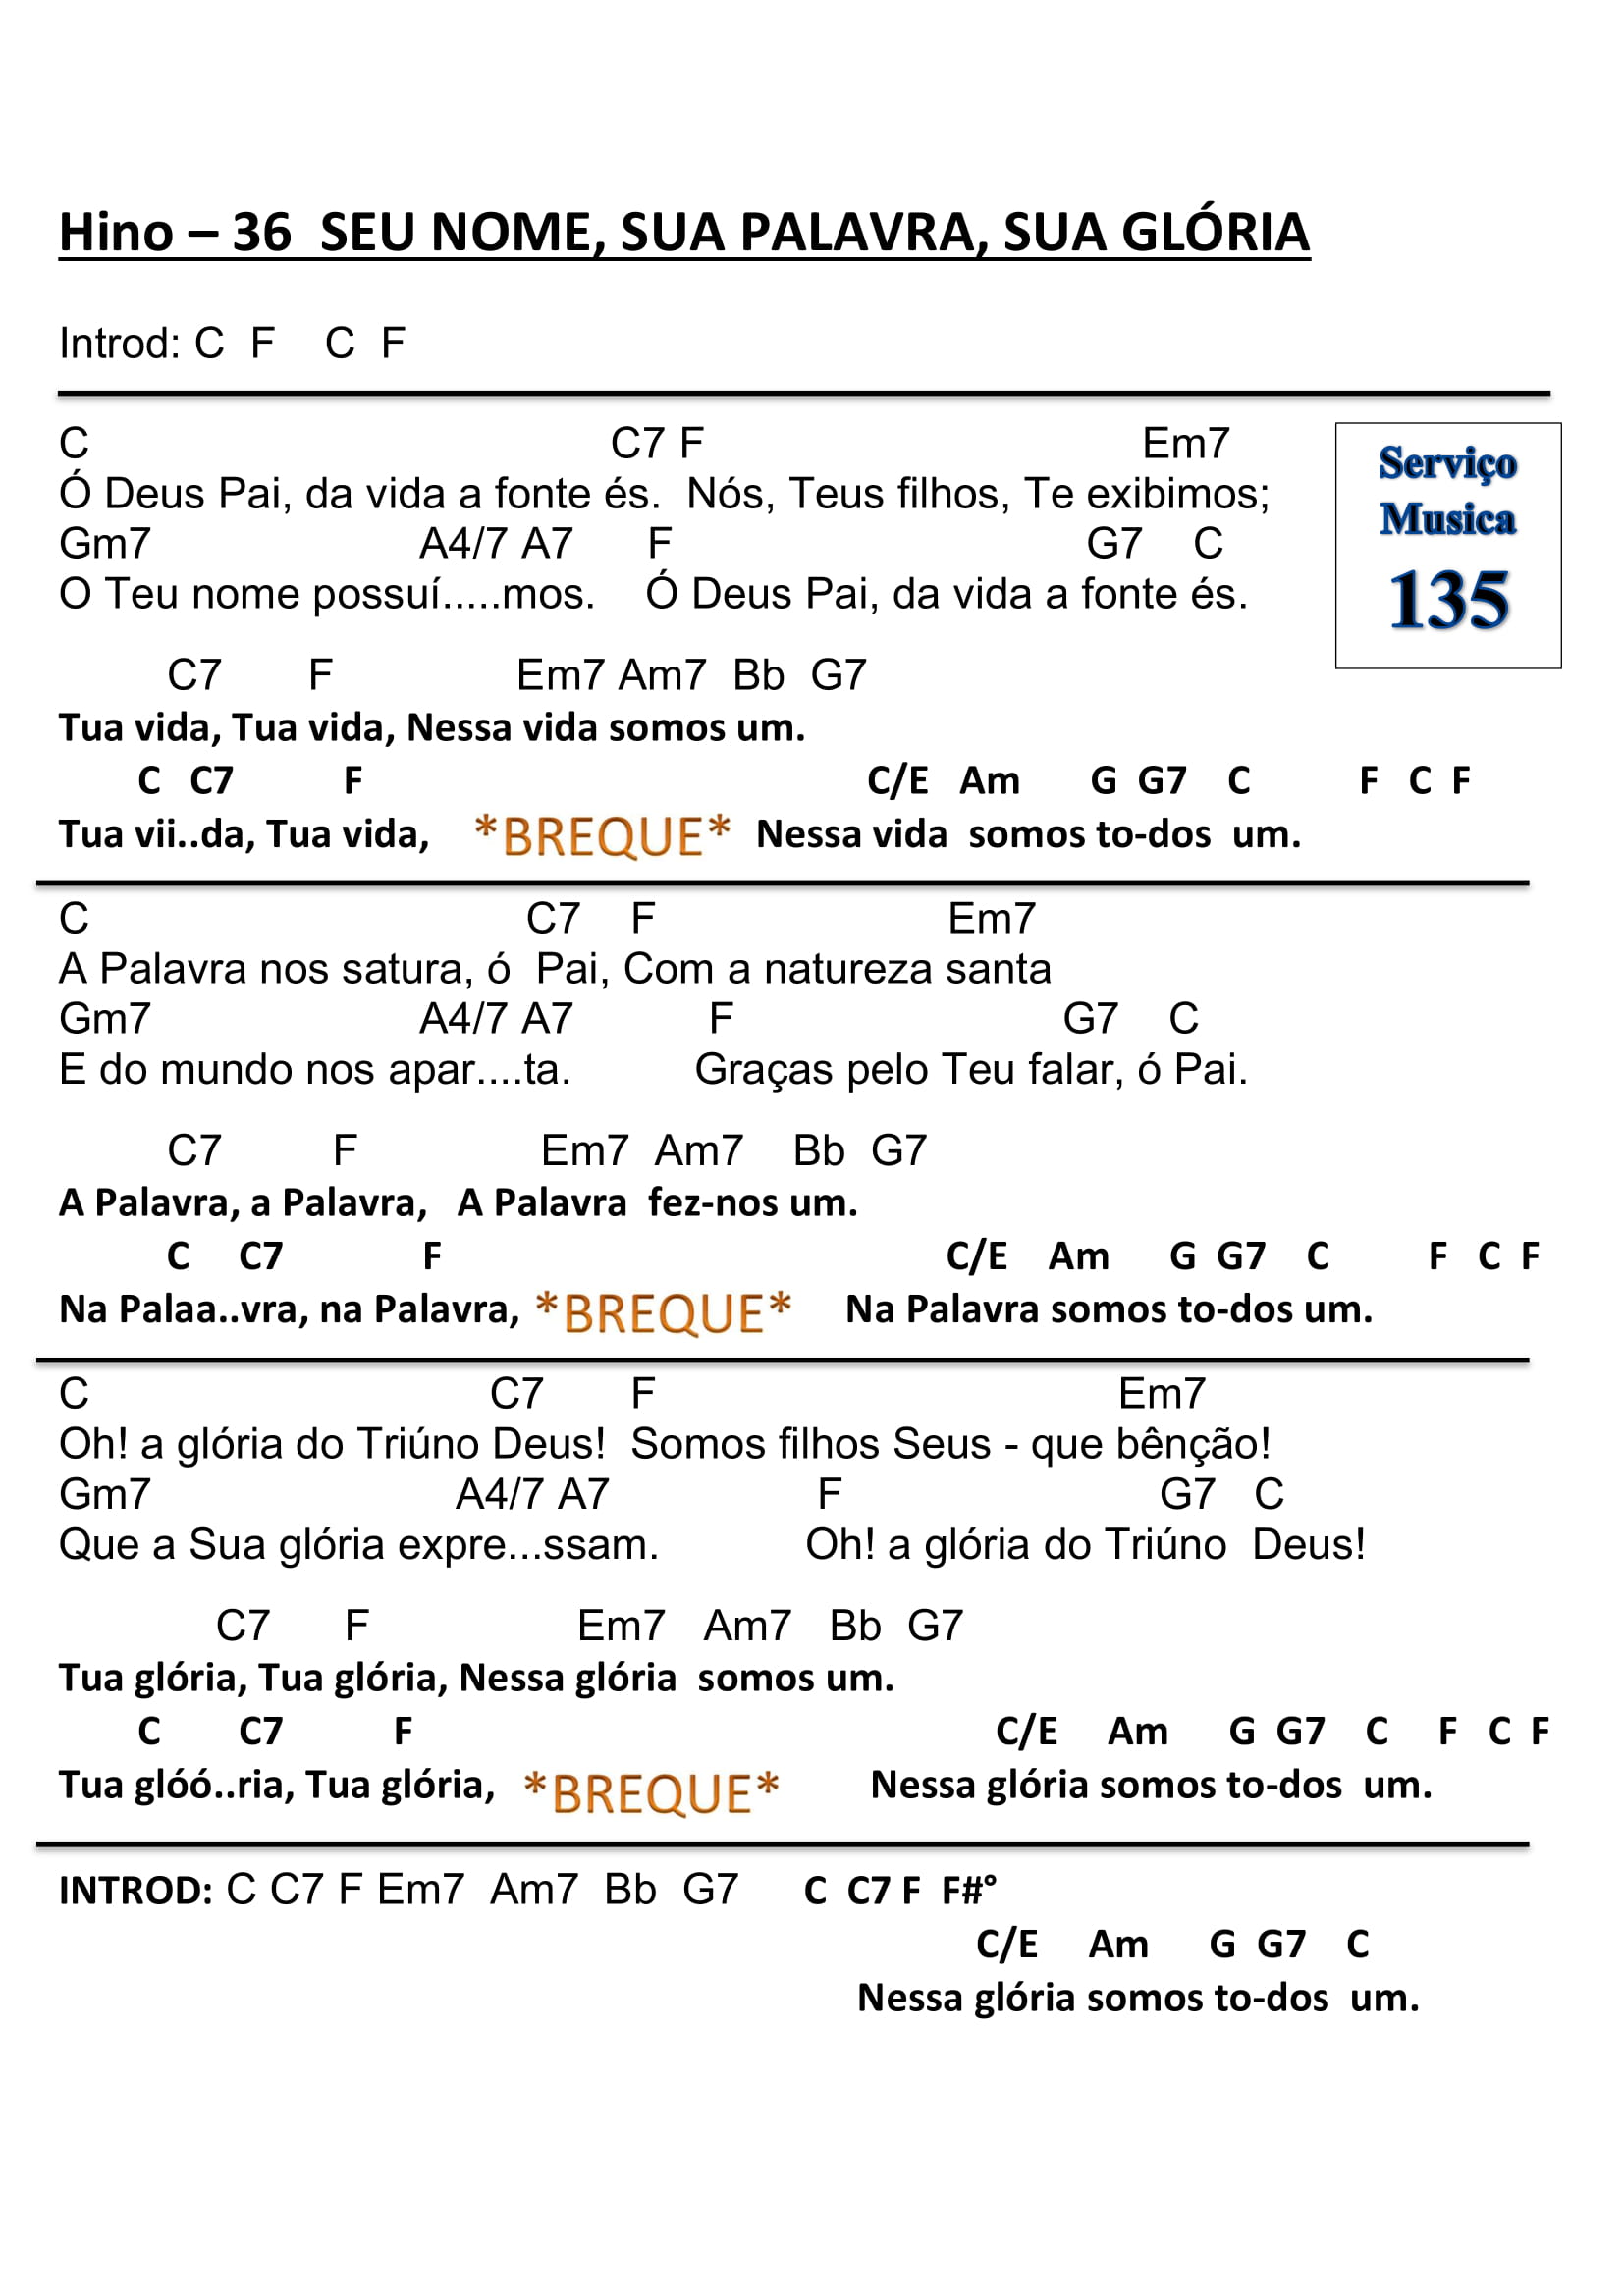 Hino – 36  SEU NOME, SUA PALAVRA, SUA GLÓRIA
Introd: C  F    C  F
C                                           C7 F                                    Em7
Ó Deus Pai, da vida a fonte és.  Nós, Teus filhos, Te exibimos;
Gm7                      A4/7 A7      F                                  G7    C
O Teu nome possuí.....mos.    Ó Deus Pai, da vida a fonte és.
Serviço
Musica
135
C7       F               Em7 Am7  Bb  G7
Tua vida, Tua vida, Nessa vida somos um.
C   C7           F                                                   C/E   Am       G  G7    C           F   C  F
Tua vii..da, Tua vida,    *BREQUE*  Nessa vida  somos to-dos  um.
C                                    C7    F                        Em7
A Palavra nos satura, ó  Pai, Com a natureza santa
Gm7                      A4/7 A7           F                            G7    C
E do mundo nos apar....ta.          Graças pelo Teu falar, ó Pai.
C7         F               Em7  Am7    Bb  G7
A Palavra, a Palavra,   A Palavra  fez-nos um.
C     C7              F                                                   C/E    Am      G  G7    C          F   C  F
Na Palaa..vra, na Palavra, *BREQUE*     Na Palavra somos to-dos um.
C                                 C7       F                                      Em7
Oh! a glória do Triúno Deus!  Somos filhos Seus - que bênção!
Gm7                         A4/7 A7                 F                          G7   C
Que a Sua glória expre...ssam.            Oh! a glória do Triúno  Deus!
C7      F                 Em7   Am7   Bb  G7
Tua glória, Tua glória, Nessa glória  somos um.
C        C7           F                                                           C/E     Am      G  G7    C     F   C  F
Tua glóó..ria, Tua glória,  *BREQUE*         Nessa glória somos to-dos  um.
INTROD: C C7 F Em7  Am7  Bb  G7     C  C7 F  F#°
C/E     Am      G  G7    C
Nessa glória somos to-dos  um.